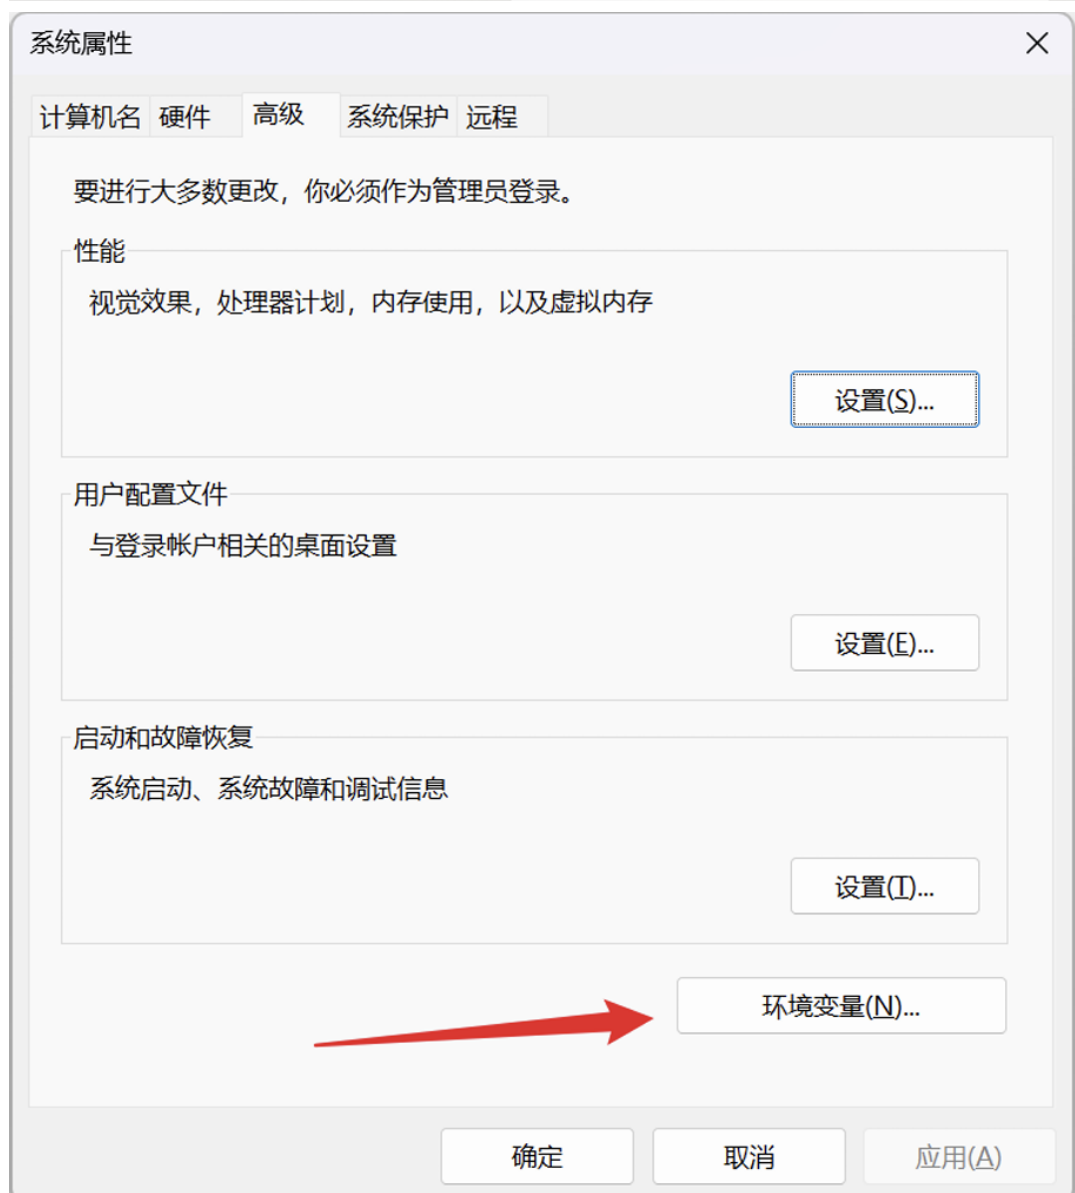 系统属性
计算机名 硬件 高级 系统保护 远程
要进行大多数更改，你必须作为管理员登录。
性能
视觉效果，处理器计划，内存使用，以及虚拟内存
设置(S)...
用户配置文件
与登录帐户相关的桌面设置
设置(E)...
启动和故障恢复
系统启动、系统故障和调试信息
设置(T)...
环境变量(N)...
确定 取消 应用(A)